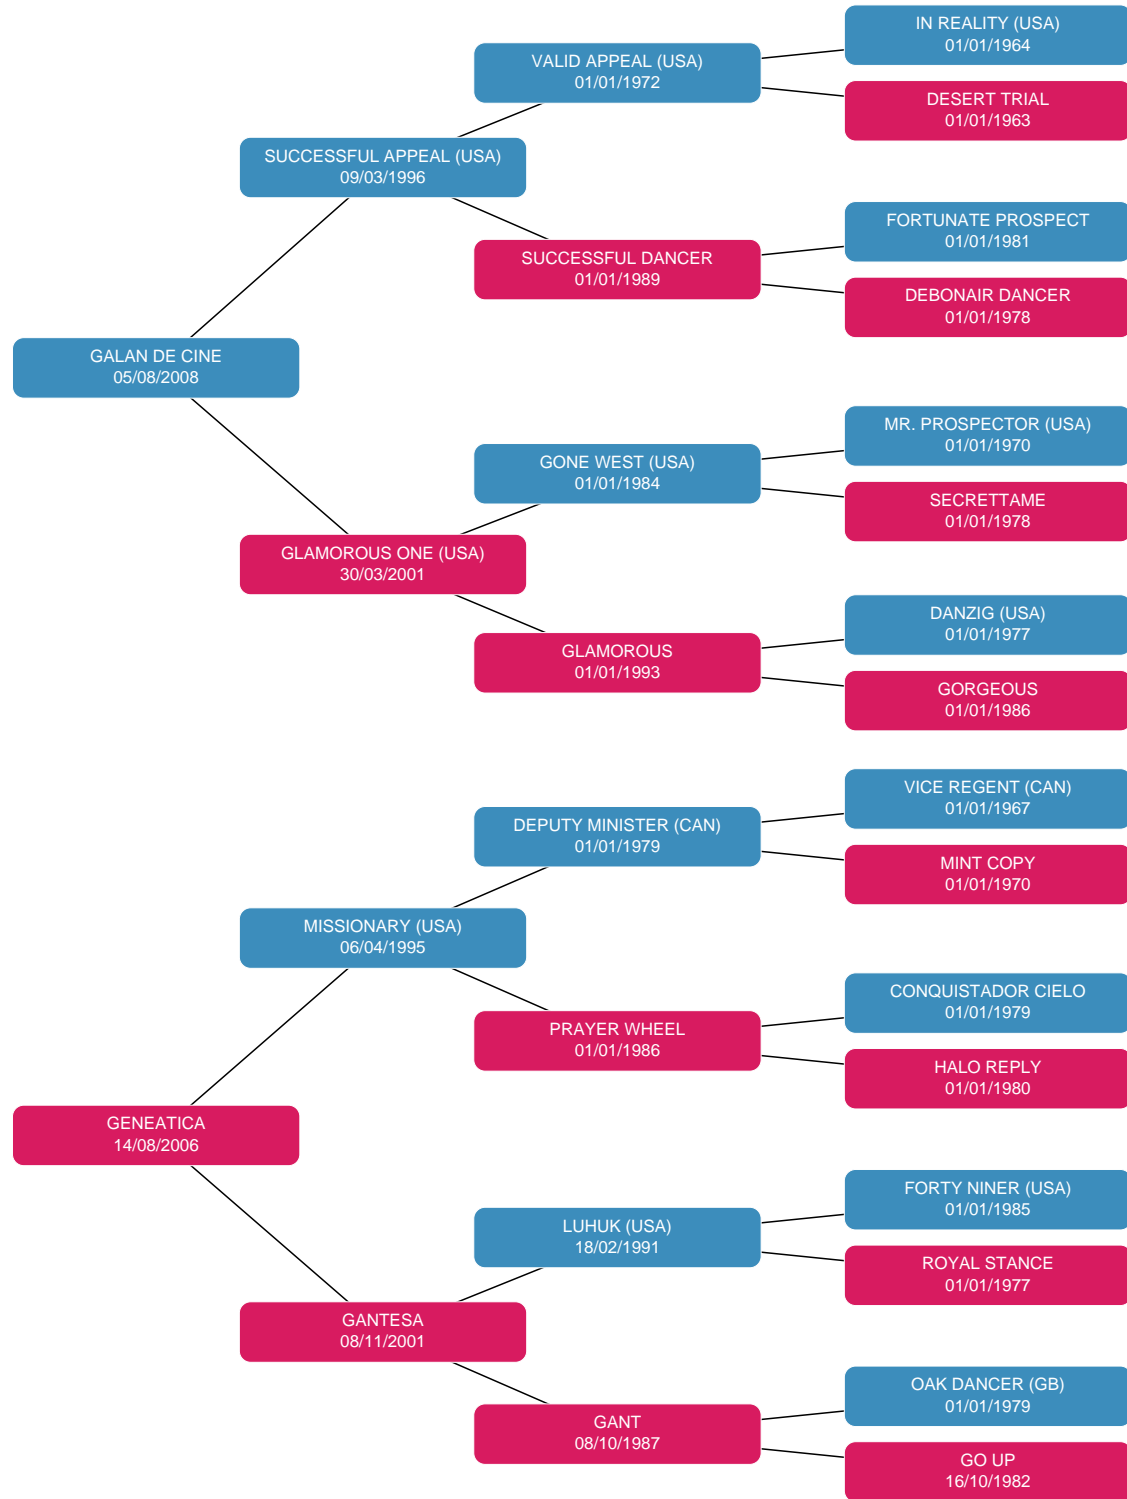 IN REALITY (USA)
01/01/1964
VALID APPEAL (USA)
01/01/1972
DESERT TRIAL
01/01/1963
SUCCESSFUL APPEAL (USA)
09/03/1996
FORTUNATE PROSPECT
01/01/1981
SUCCESSFUL DANCER
01/01/1989
DEBONAIR DANCER
01/01/1978
GALAN DE CINE
05/08/2008
MR. PROSPECTOR (USA)
01/01/1970
GONE WEST (USA)
01/01/1984
SECRETTAME
01/01/1978
GLAMOROUS ONE (USA)
30/03/2001
DANZIG (USA)
01/01/1977
GLAMOROUS
01/01/1993
GORGEOUS
01/01/1986
VICE REGENT (CAN)
01/01/1967
DEPUTY MINISTER (CAN)
01/01/1979
MINT COPY
01/01/1970
MISSIONARY (USA)
06/04/1995
CONQUISTADOR CIELO
01/01/1979
PRAYER WHEEL
01/01/1986
HALO REPLY
01/01/1980
GENEATICA
14/08/2006
FORTY NINER (USA)
01/01/1985
LUHUK (USA)
18/02/1991
ROYAL STANCE
01/01/1977
GANTESA
08/11/2001
OAK DANCER (GB)
01/01/1979
GANT
08/10/1987
GO UP
16/10/1982